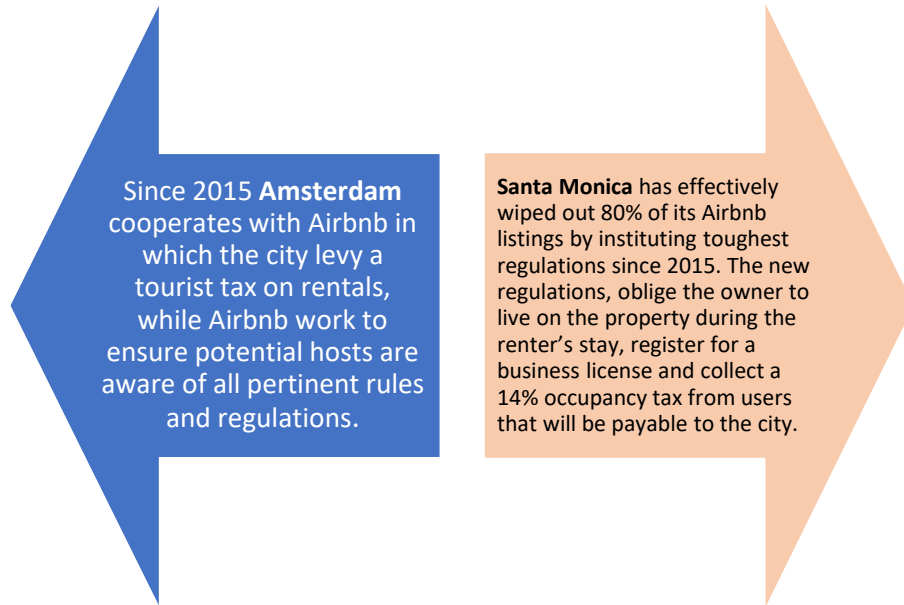 Since 2015 Amsterdam
cooperates with Airbnb in
which the city levy a
tourist tax on rentals,
while Airbnb work to
ensure potential hosts are
aware of all pertinent rules
and regulations.
Santa Monica has effectively
wiped out 80% of its Airbnb
listings by instituting toughest
regulations since 2015. The new
regulations, oblige the owner to
live on the property during the
renter’s stay, register for a
business license and collect a
14% occupancy tax from users
that will be payable to the city.